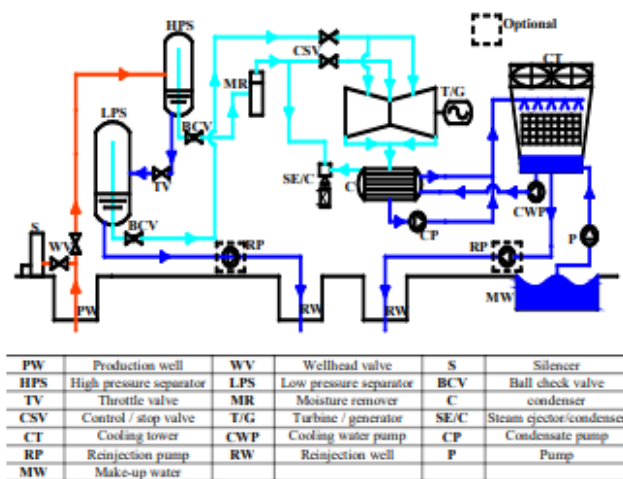 HPS
Optional
CSV
CT
MR
T/G
LPS
BCV
TV
SE/C
C
CWP
BCV
CP
S
WV
RP
RP
P
MW
PW
RW
RW
PW Production well WV Wellhead valve S Silencer
HPS High pressure separator LPS Low pressure separator BCV Ball check valve
TV Throttle valve MR Moisture remover C condenser
CSV Control / stop valve T/G Turbine / generator SE/C Steam ejector/condenser
CT Cooling tower CWP Cooling water pump CP Condensate pump
RP Reinjection pump RW Reinjection well P Pump
MW Make-up water